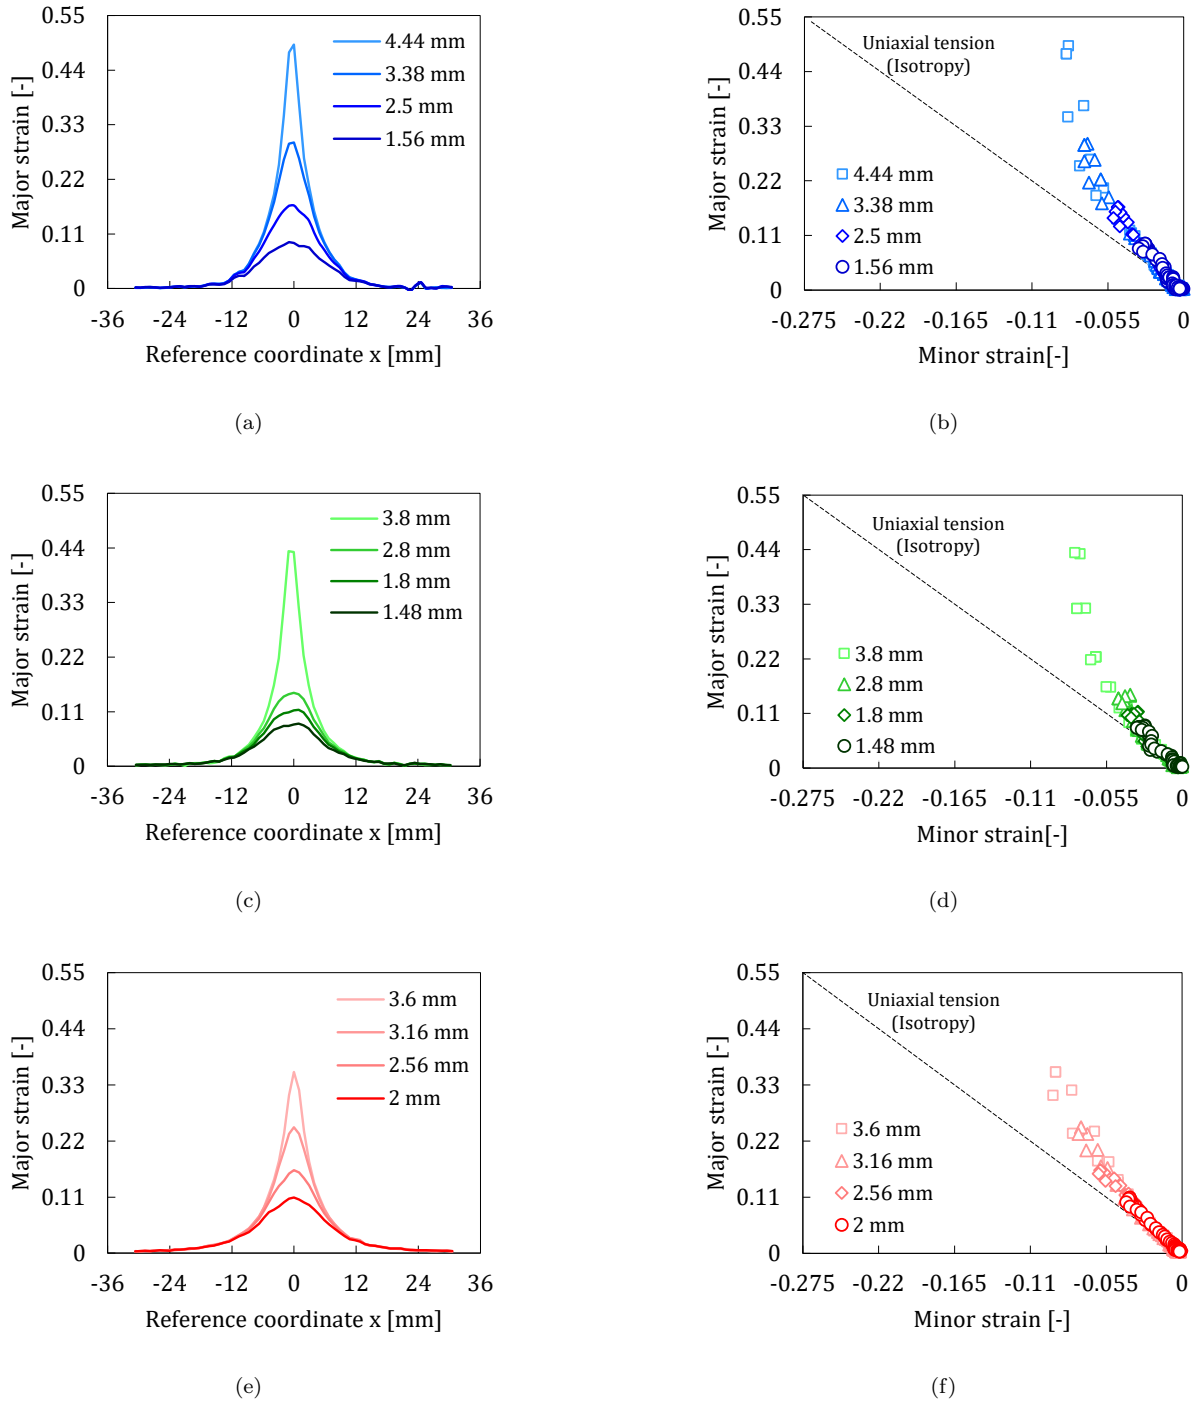 0.55
0.44
0.33
0.22
0.11
0
Major strain [-]
4.44 mm
3.38 mm
2.5 mm
1.56 mm
-36 -24 -12 0 12 24 36
Reference coordinate x [mm]
(a)
0.55
0.44
0.33
0.22
0.11
0
Major strain [-]
Uniaxial tension
(Isotropy)
4.44 mm
3.38 mm
2.5 mm
1.56 mm
-0.275 -0.22 -0.165 -0.11 -0.055 0
Minor strain[-]
(b)
0.55
0.44
0.33
0.22
0.11
0
Major strain [-]
3.8 mm
2.8 mm
1.8 mm
1.48 mm
-36 -24 -12 0 12 24 36
Reference coordinate x [mm]
(c)
0.55
0.44
0.33
0.22
0.11
0
Major strain [-]
Uniaxial tension
(Isotropy)
3.8 mm
2.8 mm
1.8 mm
1.48 mm
-0.275 -0.22 -0.165 -0.11 -0.055 0
Minor strain[-]
(d)
0.55
0.44
0.33
0.22
0.11
0
Major strain [-]
3.6 mm
3.16 mm
2.56 mm
2 mm
-36 -24 -12 0 12 24 36
Reference coordinate x [mm]
(e)
0.55
0.44
0.33
0.22
0.11
0
Major strain [-]
Uniaxial tension
(Isotropy)
3.6 mm
3.16 mm
2.56 mm
2 mm
-0.275 -0.22 -0.165 -0.11 -0.055 0
Minor strain [-]
(f)